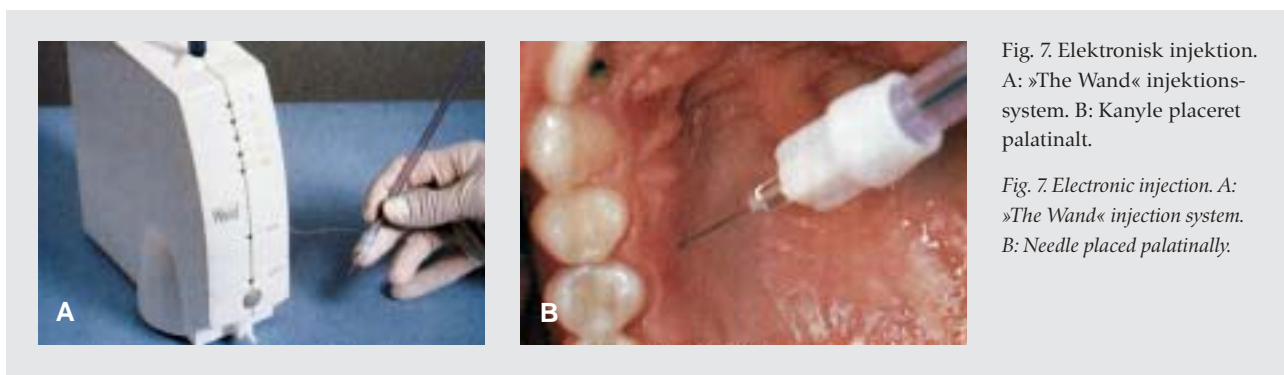 Wand
A
B
Fig. 7. Elektronisk injektion.
A: »The Wand« injektions-
system. B: Kanyle placeret
palatinalt.
Fig. 7. Electronic injection. A:
»The Wand« injection system.
B: Needle placed palatinally.